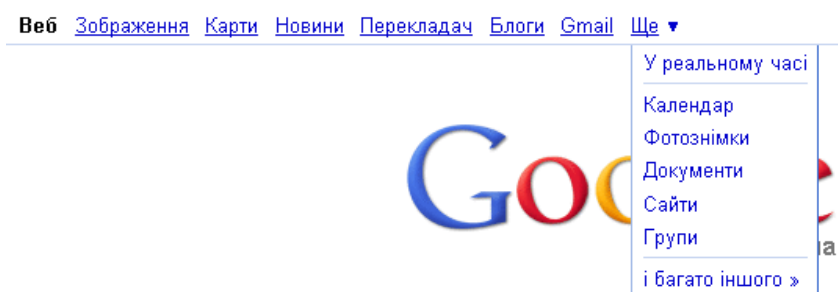 Веб Зображення Карти Новини Перекладач Блоги Gmail Ще ▼
У реальному часі
Календар
Фотознімки
Документи
Сайти
Групи
і багато іншого »